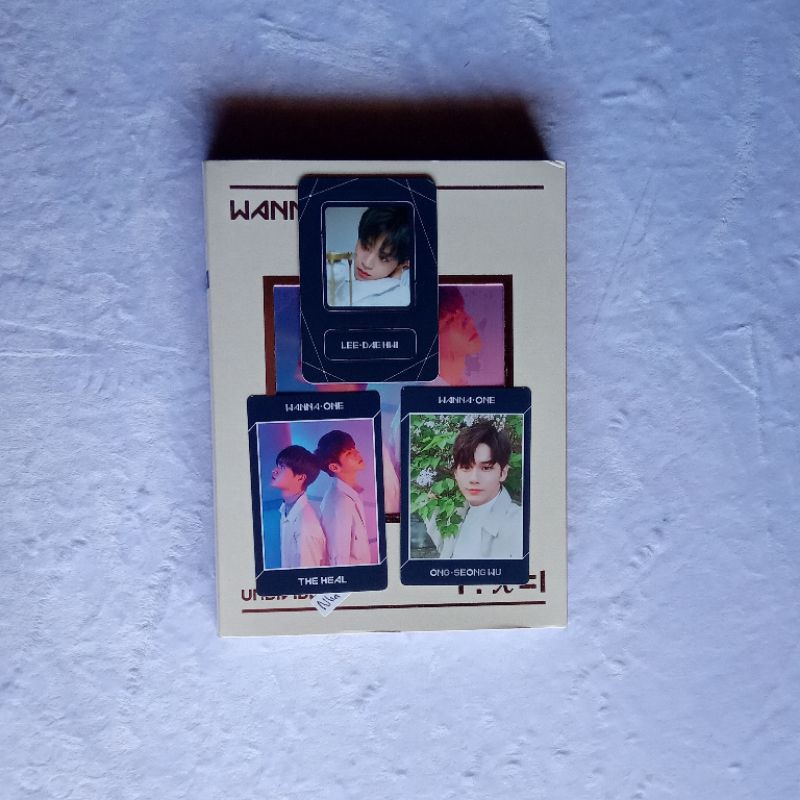 WANN
LEE·DAE HWI
WANNA·ONE
THE HEAL
WANNA·ONE
ONG·SEONG WU